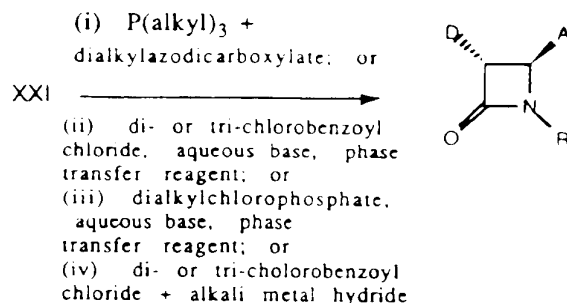 (i) P(alkyl)3 +
dialkylazodicarboxylate; or
XXI
(ii) di- or tri-chlorobenzoyl
chloride, aqueous base, phase
transfer reagent; or
(iii) dialkylchlorophosphate,
aqueous base, phase
transfer reagent; or
(iv) di- or tri-cholorobenzoyl
chloride + alkali metal hydride
D A
N
O R